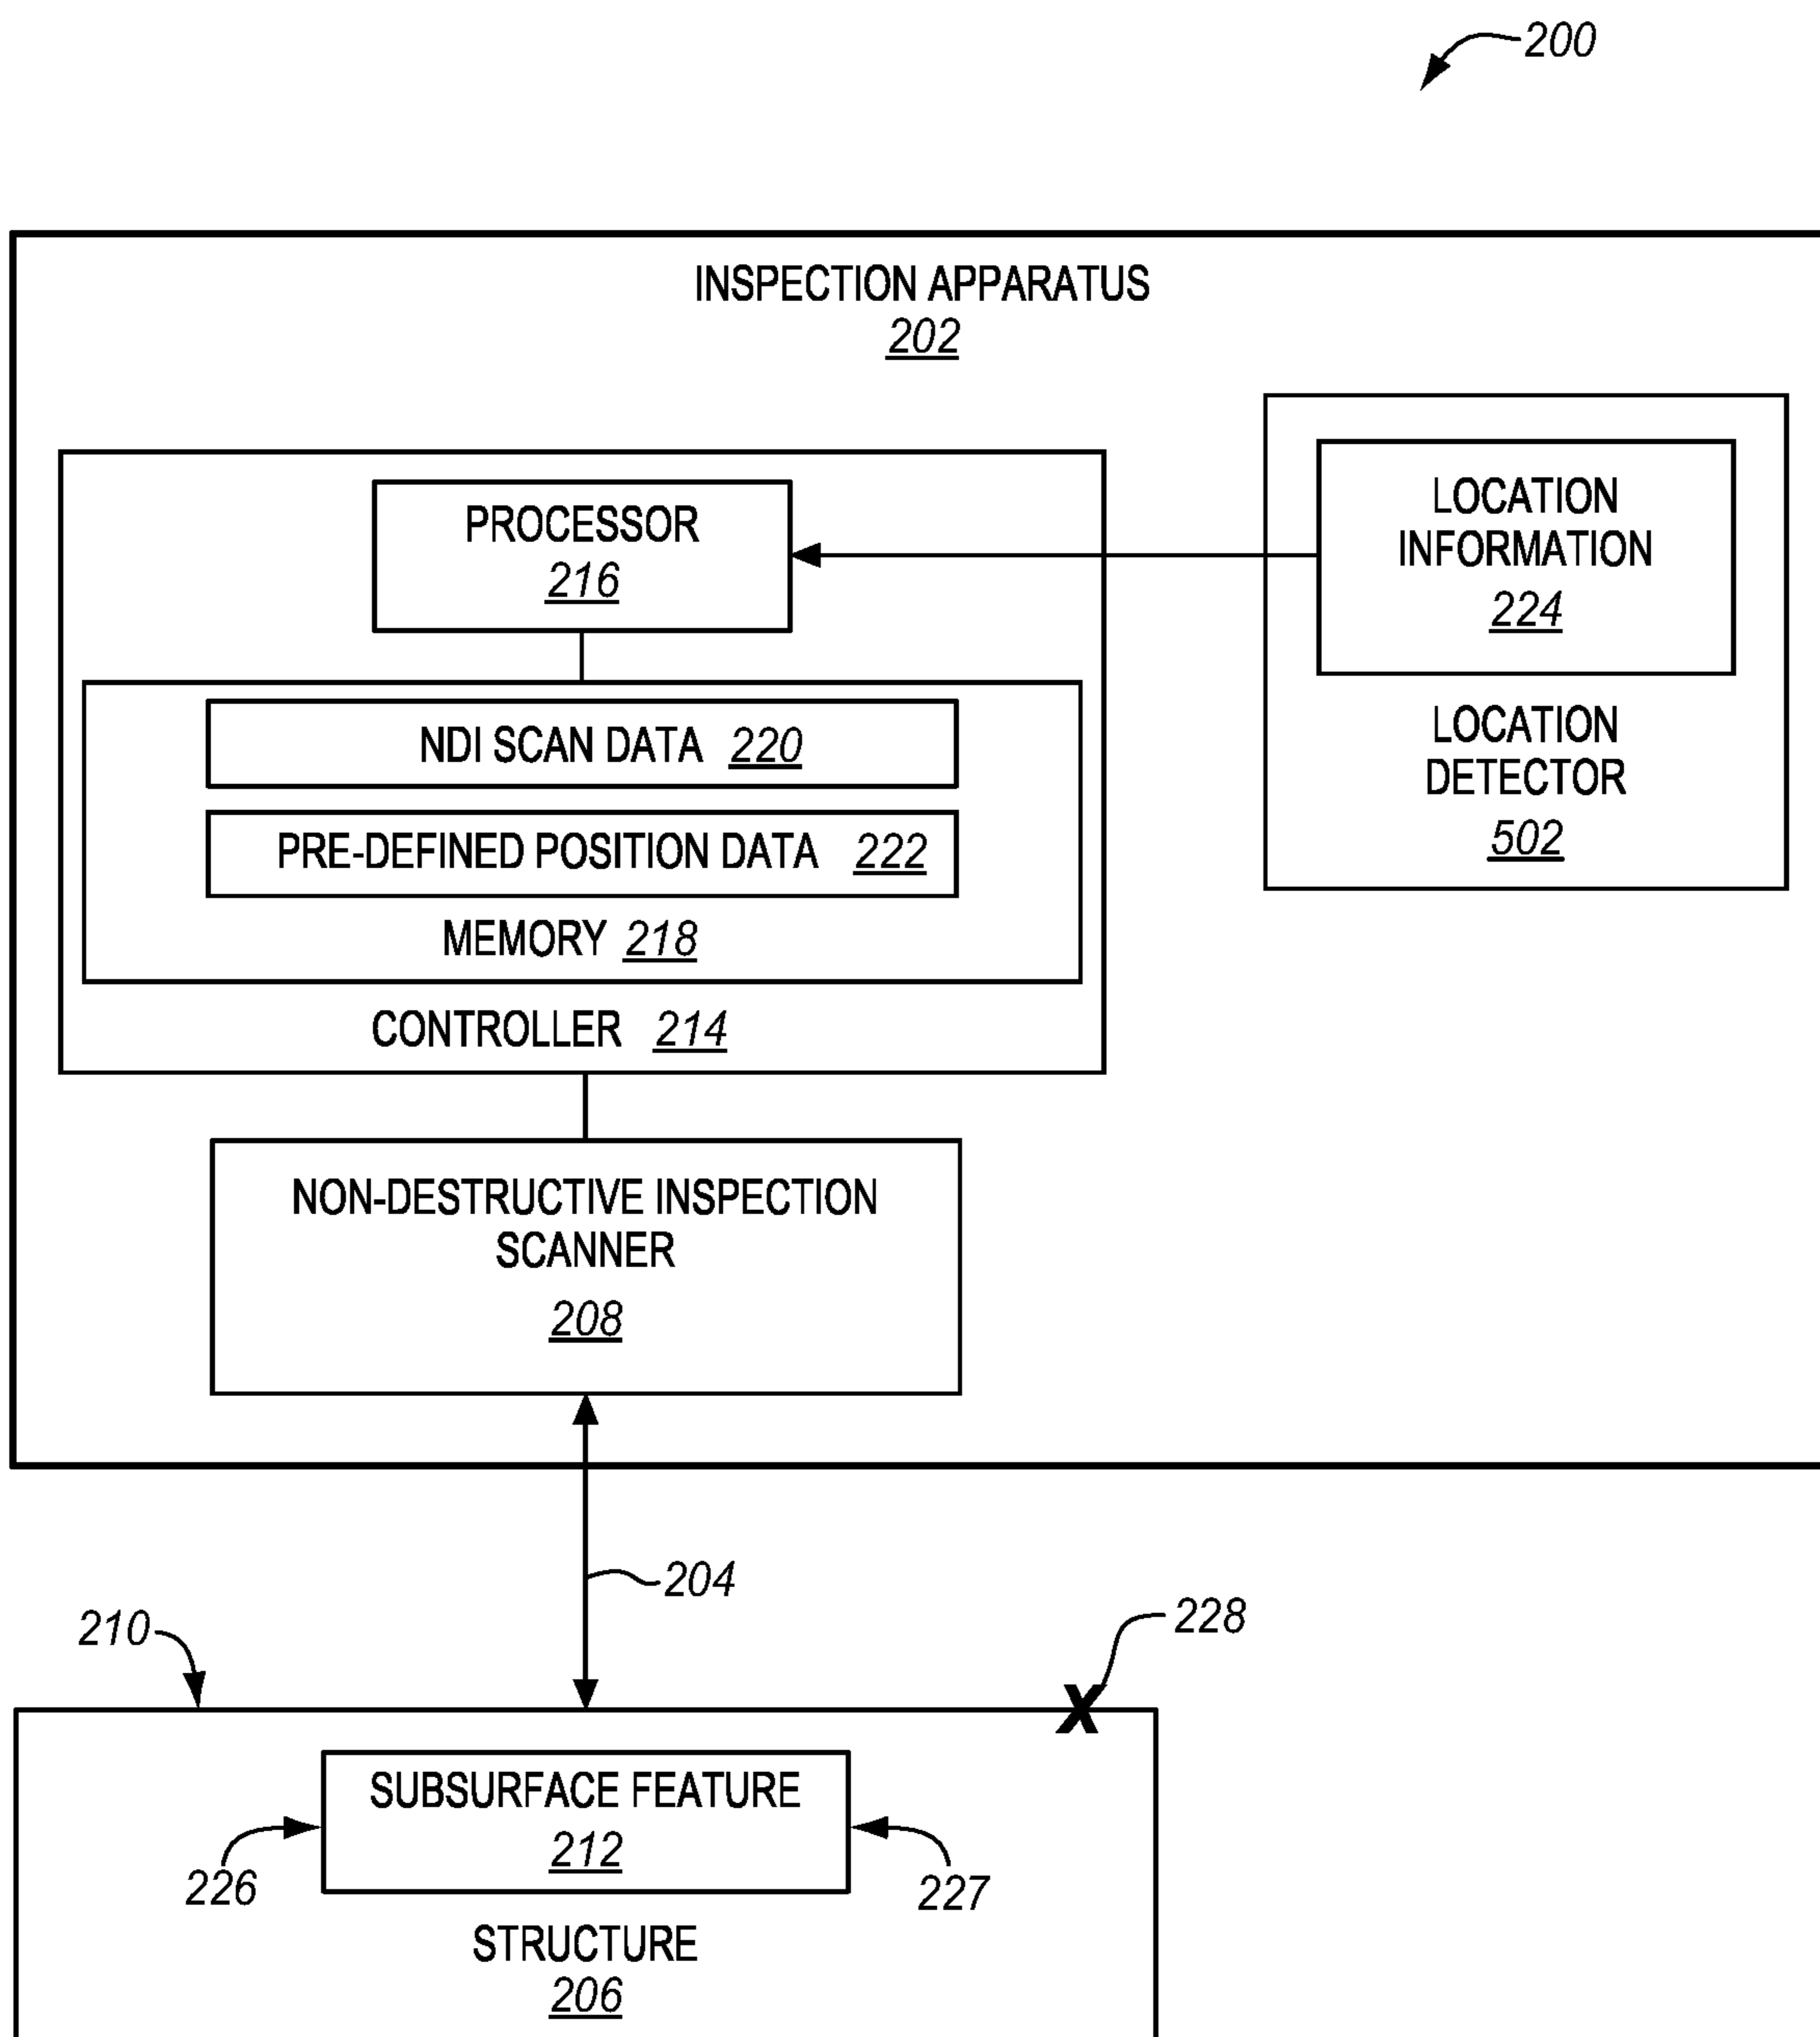 200
INSPECTION APPARATUS
202
PROCESSOR
216
NDI SCAN DATA 220
PRE-DEFINED POSITION DATA 222
MEMORY 218
CONTROLLER 214
LOCATION
INFORMATION
224
LOCATION
DETECTOR
502
NON-DESTRUCTIVE INSPECTION
SCANNER
208
204
210
228
X
SUBSURFACE FEATURE
212
226
227
STRUCTURE
206